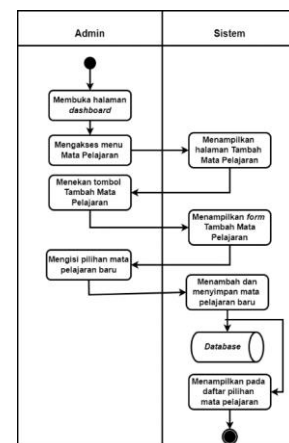 Admin
Sistem
Membuka halaman
dashboard
Mengakses menu
Mata Pelajaran
Menampilkan
halaman Tambah
Mata Pelajaran
Menekan tombol
Tambah Mata
Pelajaran
Menampilkan form
Tambah Mata
Pelajaran
Mengisi pilihan mata
pelajaran baru
Menambah dan
menyimpan mata
pelajaran baru
Database
Menampilkan pada
daftar pilihan
mata pelajaran